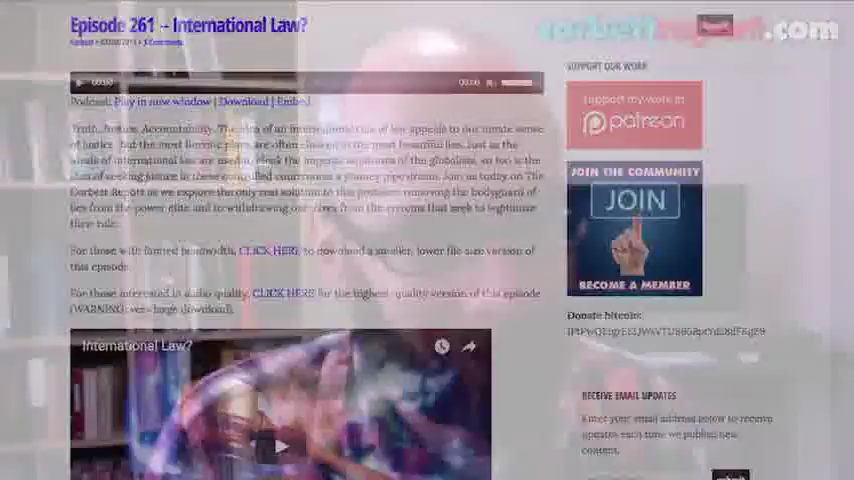 Episode 261 – International Law?
corbettreport.com
SUPPORT OUR WORK
00:00
00:00
Support my work on
patreon
Podcast: Play in new window | Download | Embed
Truth. Justice. Accountability. The idea of an international rule of law appeals to our innate sense
of justice, but the most horrific plans are often clothed in the most beautiful lies. Just as the
ideals of international law are used to cloak the imperial aspirations of the globalists, so too is the
idea of seeking justice in these controlled courtrooms a phoney pipe dream. Join us today on The
Corbett Report as we explore the only real solution to this problem: removing the bodyguard of
lies from the power elite and to withdrawing ourselves from the systems that seek to legitimize
their rule.
JOIN THE COMMUNITY
JOIN
BECOME A MEMBER
For those with limited bandwidth, CLICK HERE to download a smaller, lower file size version of
this episode.
For those interested in audio quality, CLICK HERE for the highest-quality version of this episode
(WARNING: very large download).
Donate bitcoin:
International Law?
RECEIVE EMAIL UPDATES
Enter your email address below to receive
updates each time we publish new
content.